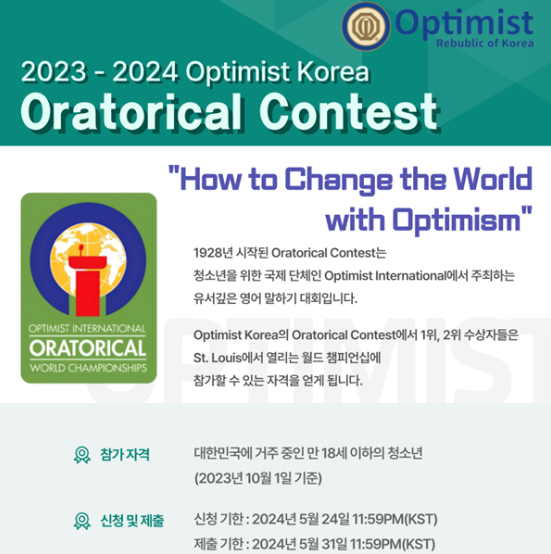 Optimist
Rebublic of Korea
2023 - 2024 Optimist Korea
Oratorical Contest
"How to Change the World
with Optimism"
1928년 시작된 Oratorical Contest는
청소년을 위한 국제 단체인 Optimist International에서 주최하는
유서깊은 영어 말하기 대회입니다.
OPTIMIST INTERNATIONAL
ORATORICAL
WORLD CHAMPIONSHIPS
OPTIMIST
Optimist Korea의 Oratorical Contest에서 1위, 2위 수상자들은
St. Louis에서 열리는 월드 챔피언십에
참가할 수 있는 자격을 얻게 됩니다.
참가 자격
대한민국에 거주 중인 만 18세 이하의 청소년
(2023년 10월 1일 기준)
신청 및 제출
신청 기한 : 2024년 5월 24일 11:59PM(KST)
제출 기한 : 2024년 5월 31일 11:59PM(KST)